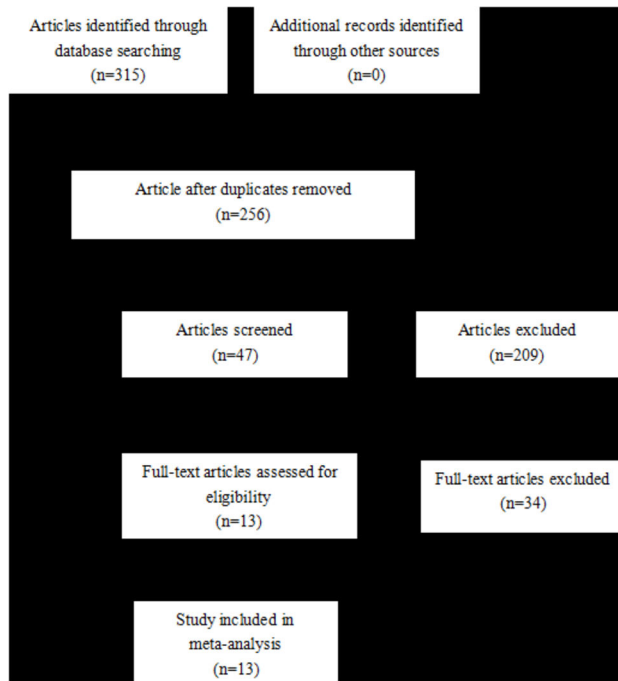 Articles identified through
database searching
(n=315)
Additional records identified
through other sources
(n=0)
Article after duplicates removed
(n=256)
Articles screened
(n=47)
Articles excluded
(n=209)
Full-text articles assessed for
eligibility
(n=13)
Full-text articles excluded
(n=34)
Study included in
meta-analysis
(n=13)